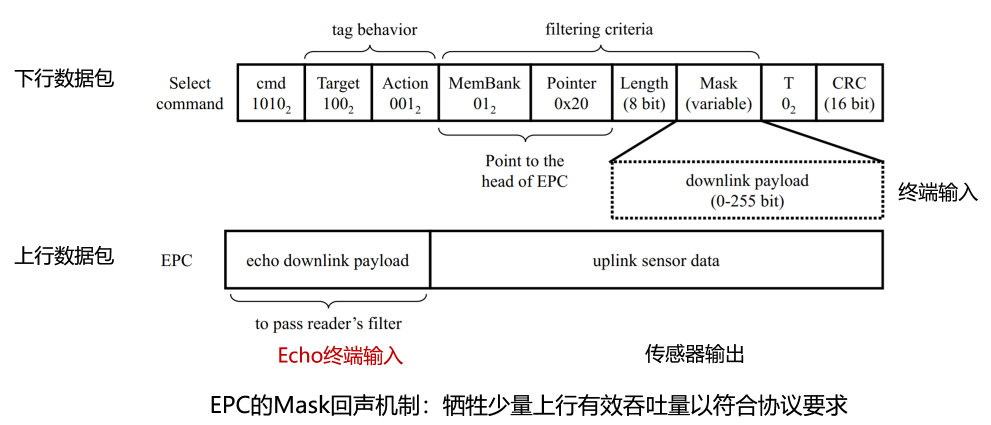 tag behavior
filtering criteria
下行数据包
Select command
cmd 1010₂
Target 100₂
Action 001₂
MemBank 01₂
Pointer 0x20
Length (8 bit)
Mask (variable)
T 0₂
CRC (16 bit)
Point to the head of EPC
downlink payload (0-255 bit)
终端输入
上行数据包
EPC
echo downlink payload
uplink sensor data
to pass reader's filter
Echo终端输入
传感器输出
EPC的Mask回声机制：牺牲少量上行有效吞吐量以符合协议要求